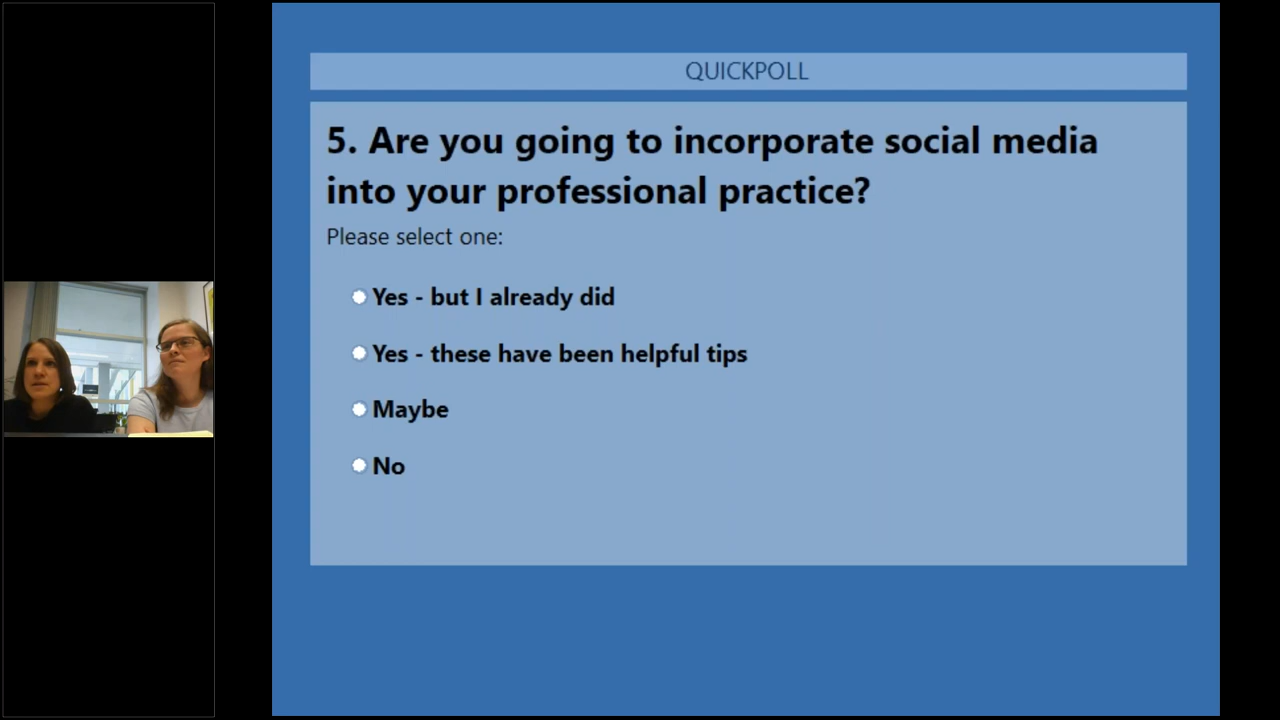 QUICKPOLL
5. Are you going to incorporate social media
into your professional practice?
Please select one:
Yes - but I already did
Yes - these have been helpful tips
Maybe
No